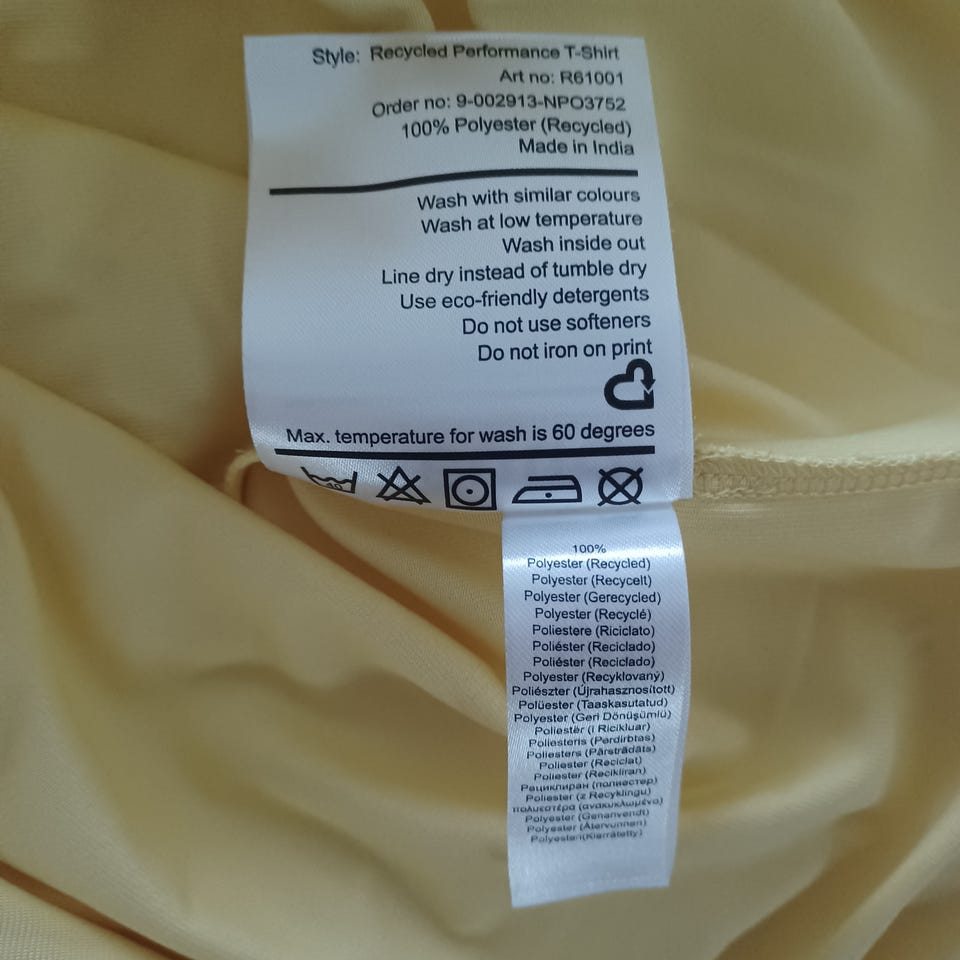 Style: Recycled Performance T-Shirt
Art no: R61001
Order no: 9-002913-NPO3752
100% Polyester (Recycled)
Made in India
Wash with similar colours
Wash at low temperature
Wash inside out
Line dry instead of tumble dry
Use eco-friendly detergents
Do not use softeners
Do not iron on print
Max. temperature for wash is 60 degrees
40
100%
Polyester (Recycled)
Polyester (Recycelt)
Polyester (Gerecycled)
Polyester (Recyclé)
Poliestere (Riciclato)
Poliéster (Reciclado)
Poliéster (Reciclado)
Polyester (Recyklovaný)
Poliészter (Újrahasznosított)
Polüester (Taaskasutatud)
Polyester (Geri Dönüşümlü)
Poliestër (i Ricikluar)
Poliesteris (Perdirbtas)
Poliesters (Pārstrādāts)
Poliester (Reciclat)
Poliester (Recikliran)
Рециклиран (полиестер)
Poliester (z Recyklingu)
πολυεστέρα (ανακυκλωμένο)
Polyester (Genanvendt)
Polyester (Återvunnen)
Polyesteri(Kierrätetty)